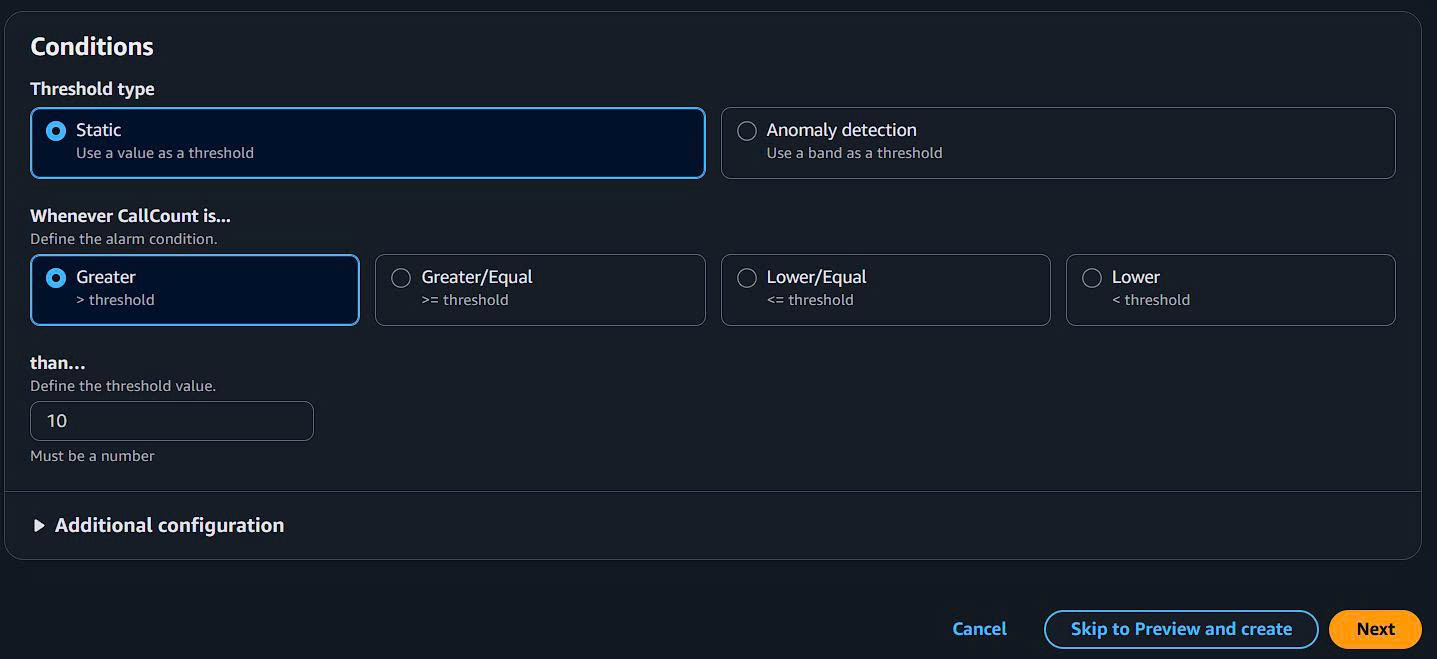 Conditions
Threshold type
Static
Use a value as a threshold
Anomaly detection
Use a band as a threshold
Whenever CallCount is...
Define the alarm condition.
Greater
> threshold
Greater/Equal
>= threshold
Lower/Equal
<= threshold
Lower
< threshold
than...
Define the threshold value.
10
Must be a number
Additional configuration
Cancel
Skip to Preview and create
Next